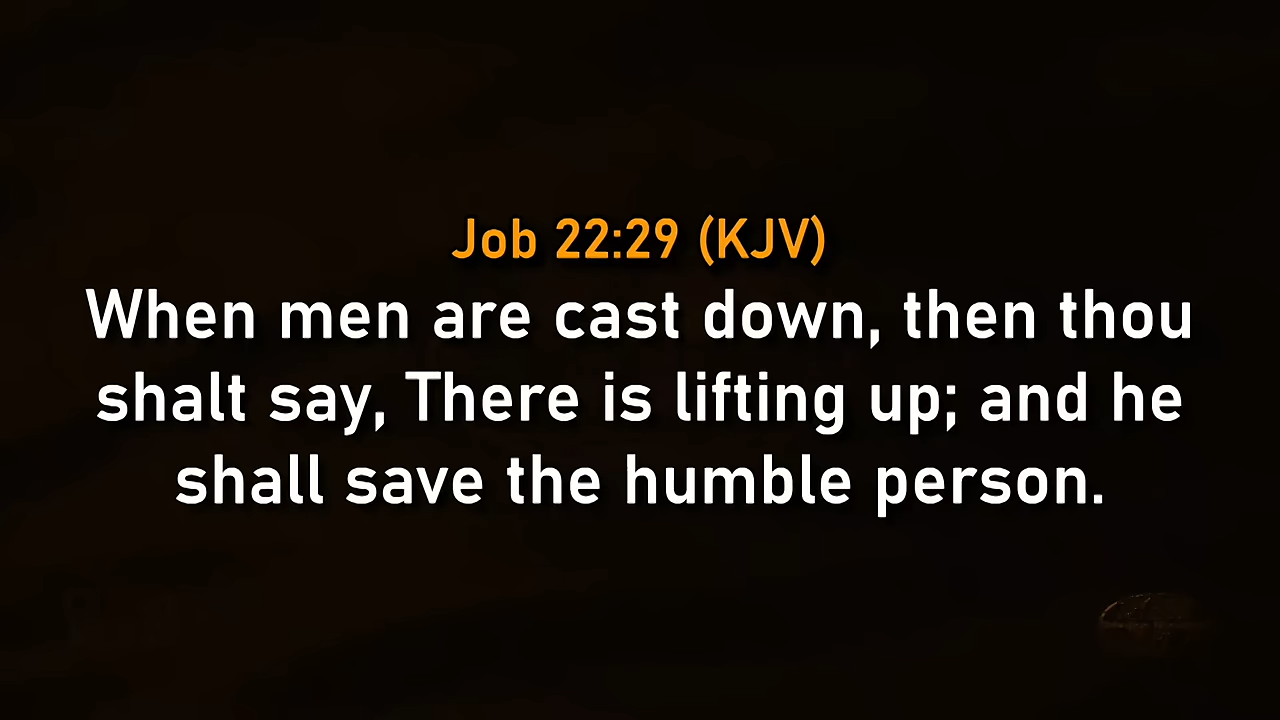 Job 22:29 (KJV)
When men are cast down, then thou
shalt say, There is lifting up; and he
shall save the humble person.